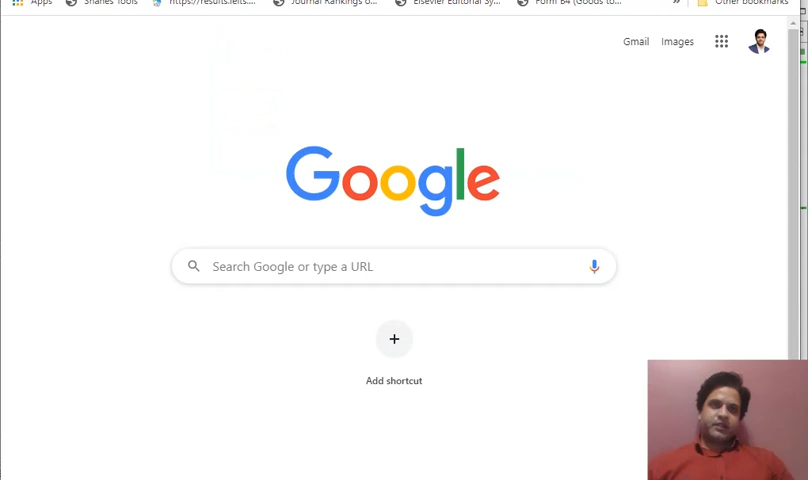 Apps Shanes Tools https://results.ielts.... Journal Rankings o... Elsevier Editorial Sy... Form B4 (Goods to... » Other bookmarks
Gmail Images
Google
Search Google or type a URL
+
Add shortcut